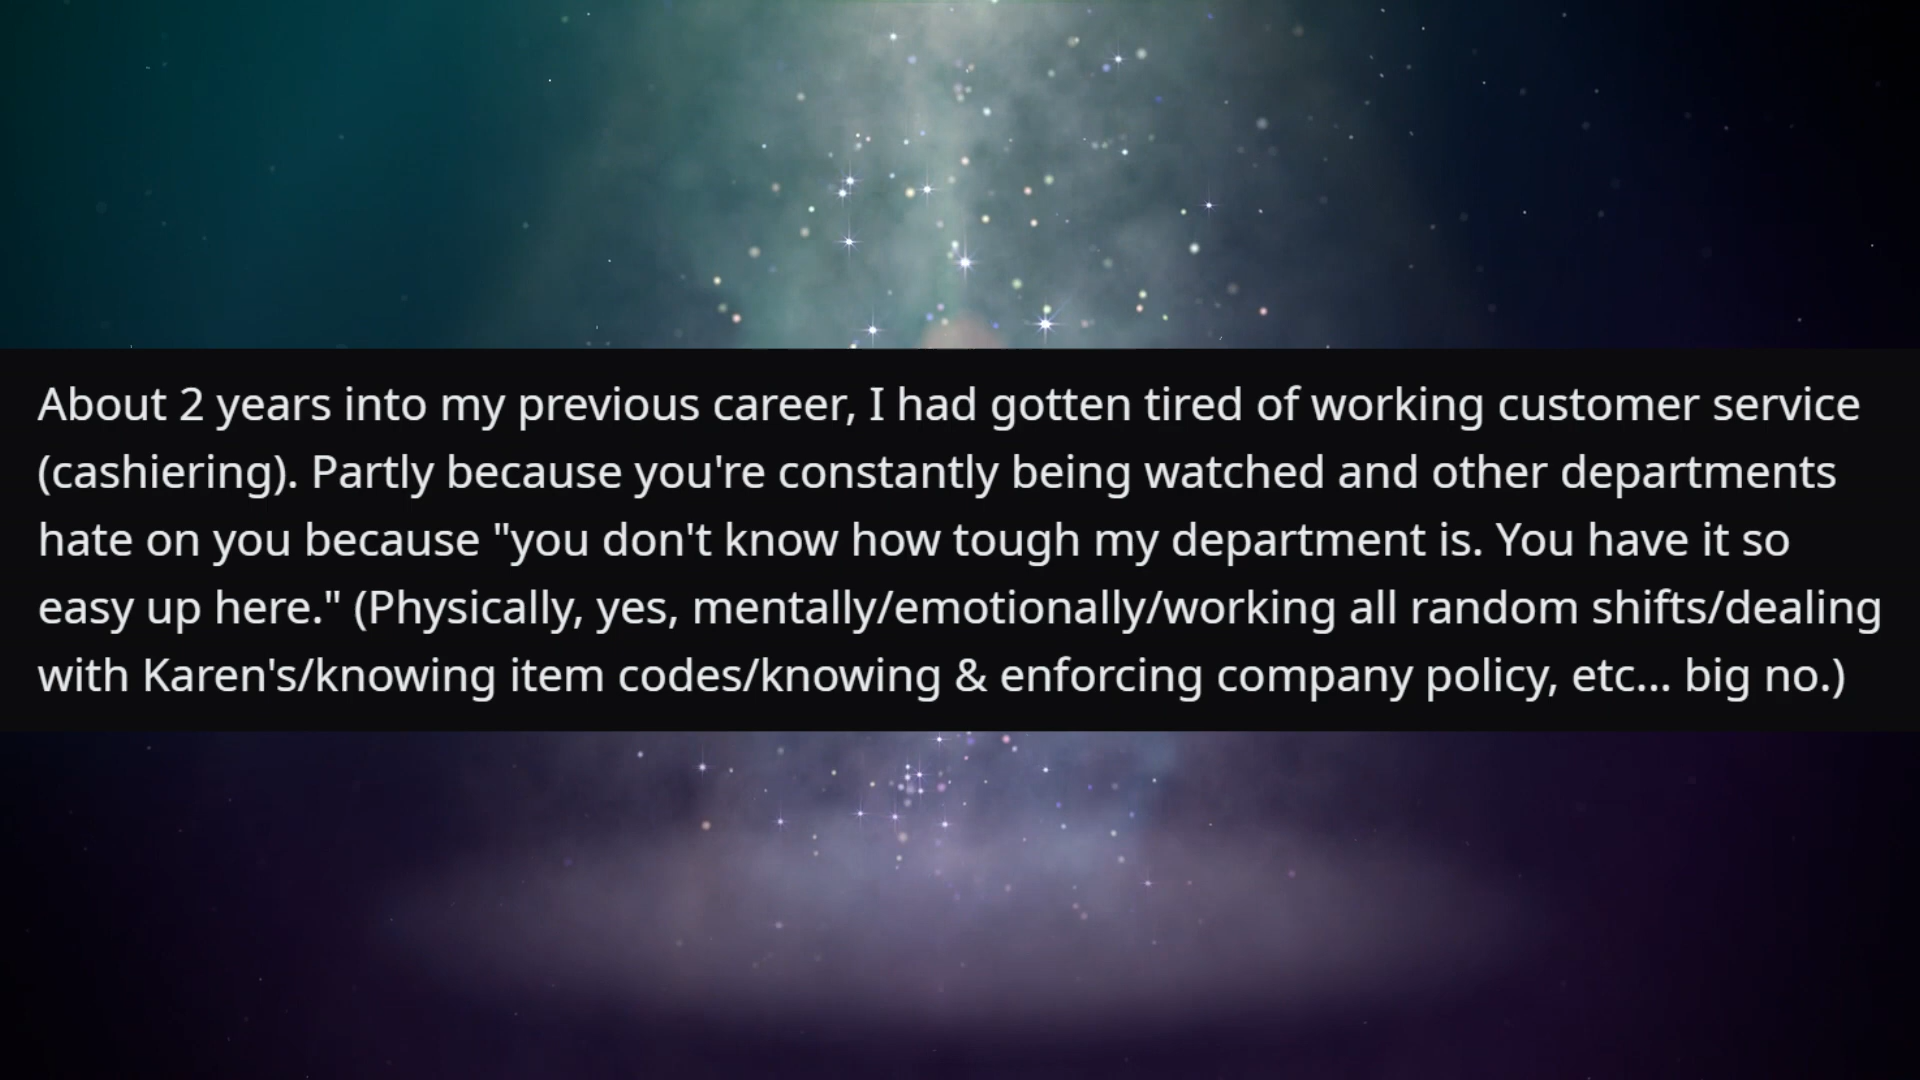 About 2 years into my previous career, I had gotten tired of working customer service
(cashiering). Partly because you're constantly being watched and other departments
hate on you because "you don't know how tough my department is. You have it so
easy up here." (Physically, yes, mentally/emotionally/working all random shifts/dealing
with Karen's/knowing item codes/knowing & enforcing company policy, etc... big no.)